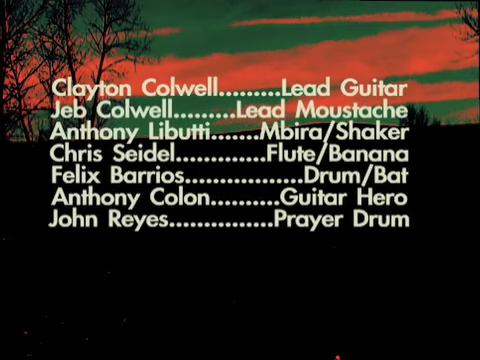 Clayton Colwell.........Lead Guitar
Jeb Colwell.........Lead Moustache
Anthony Libutti.......Mbira/Shaker
Chris Seidel.............Flute/Banana
Felix Barrios.................Drum/Bat
Anthony Colon..........Guitar Hero
John Reyes...............Prayer Drum